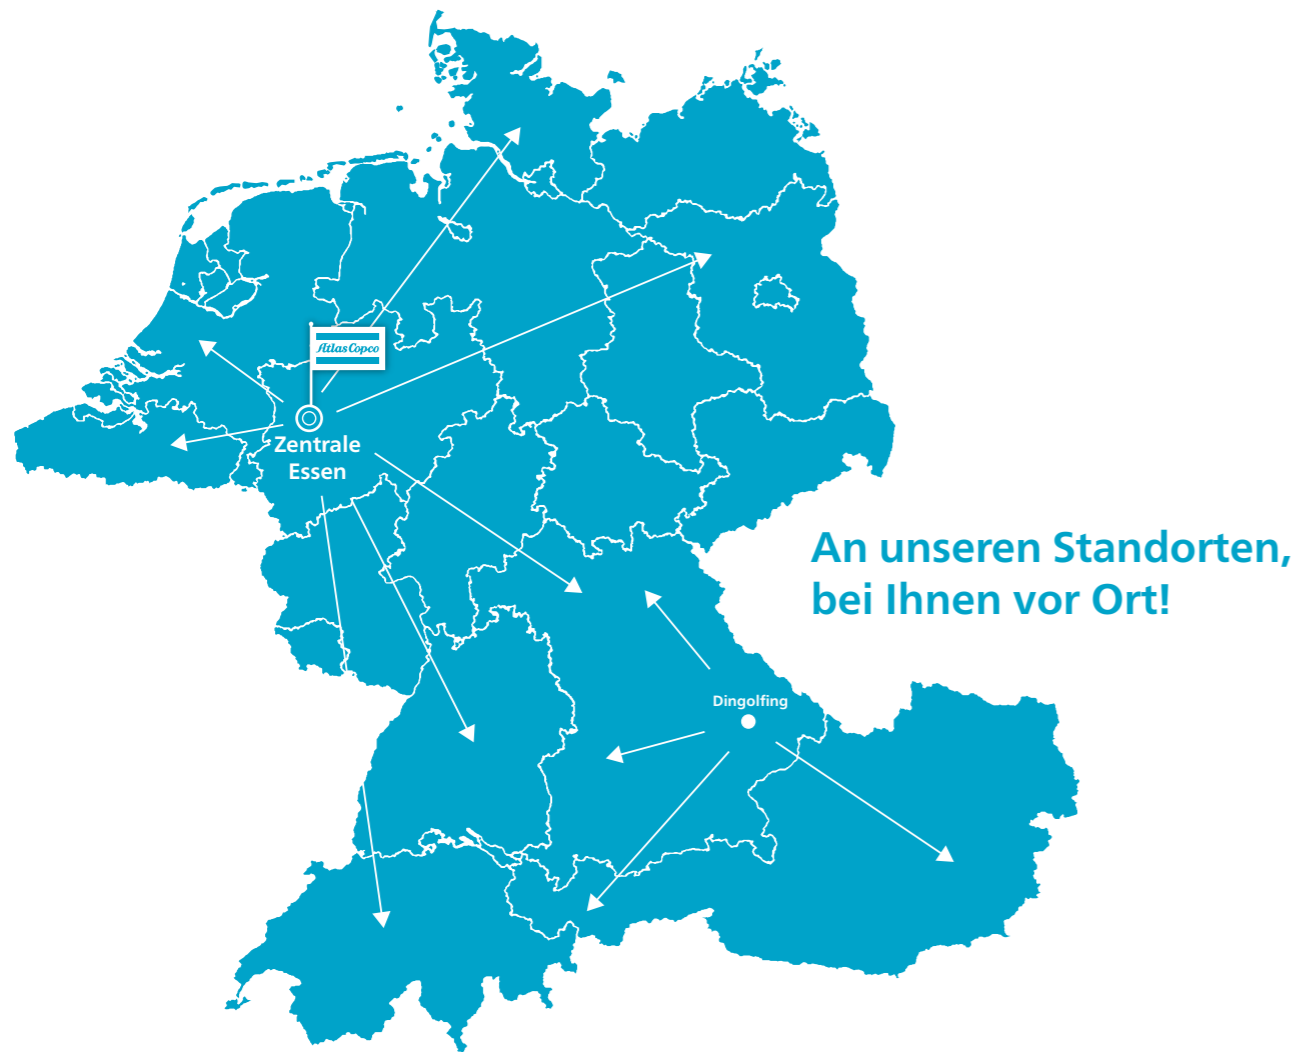 Atlas Copco
Zentrale
Essen
An unseren Standorten,
bei Ihnen vor Ort!
Dingolfing